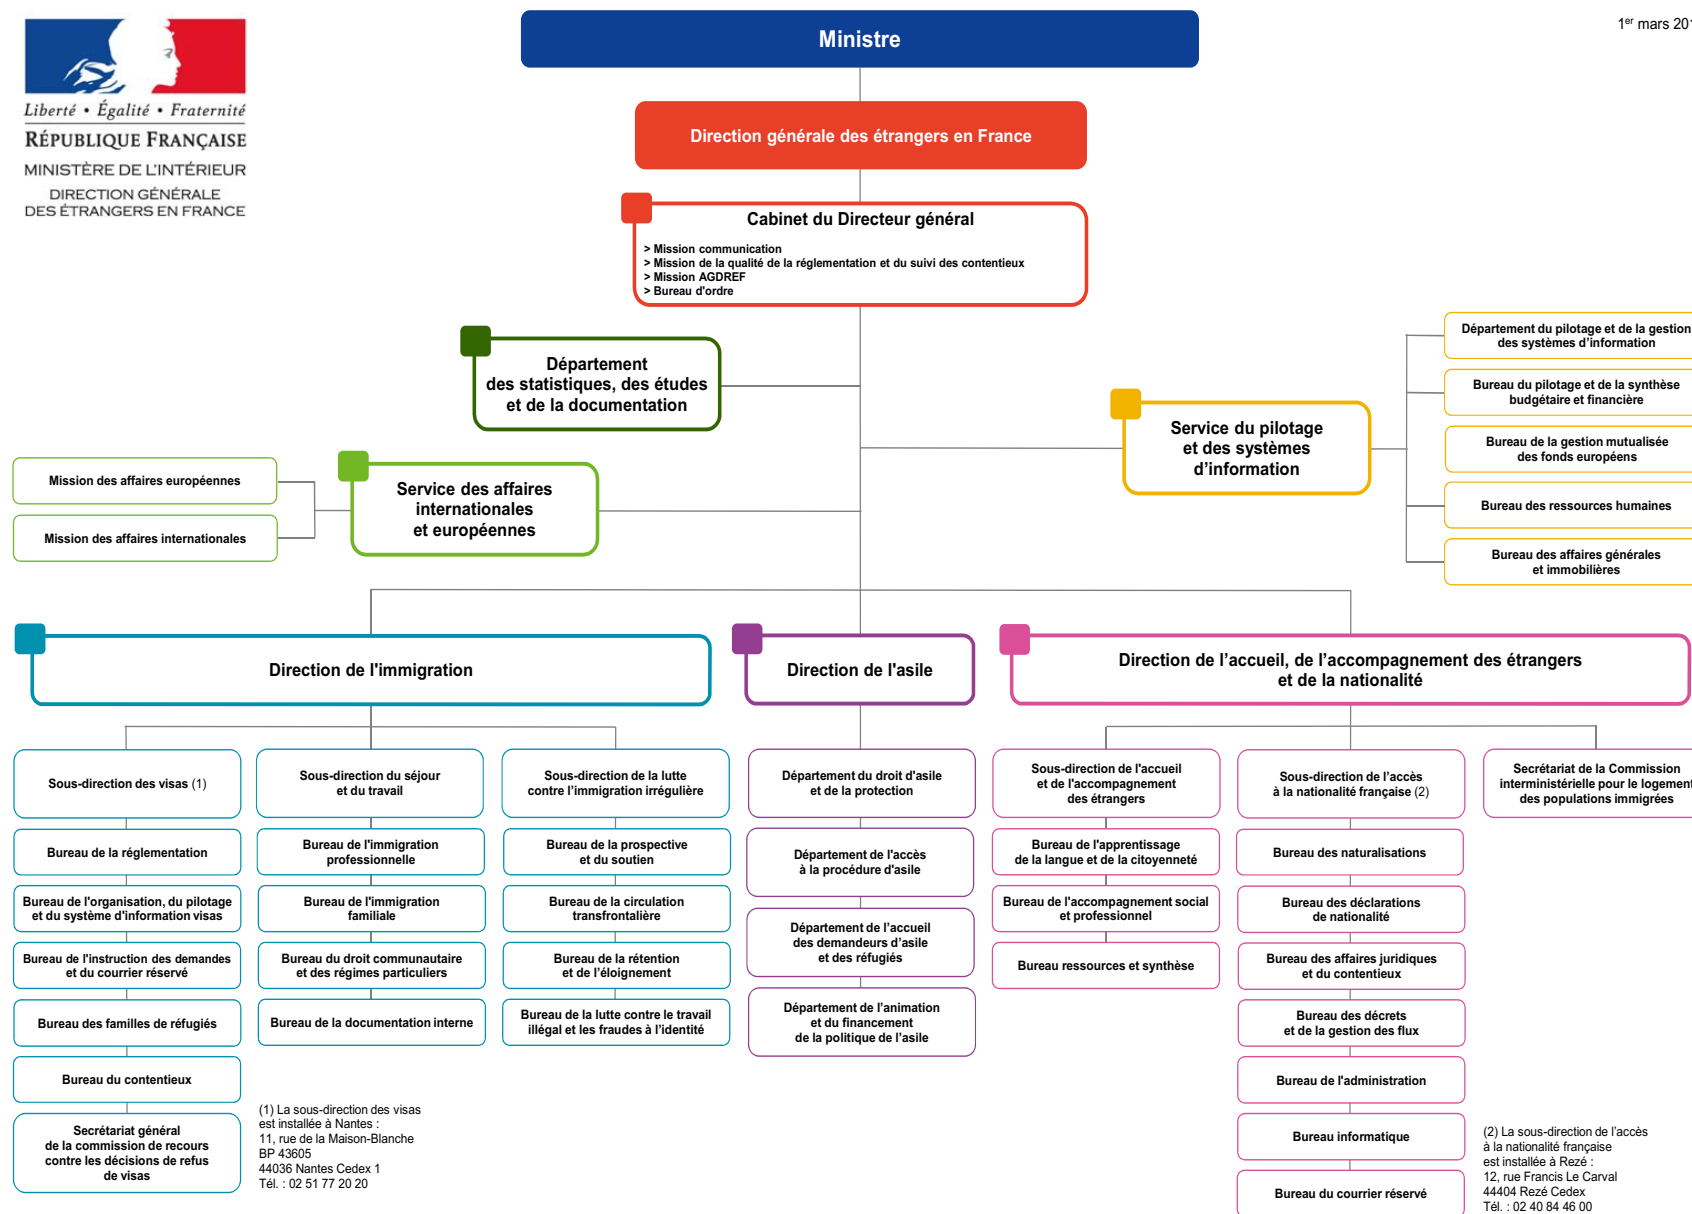 1er mars 201
Ministre
Liberté • Égalité • Fraternité
RÉPUBLIQUE FRANÇAISE
MINISTÈRE DE L'INTÉRIEUR
DIRECTION GÉNÉRALE
DES ÉTRANGERS EN FRANCE
Direction générale des étrangers en France
Cabinet du Directeur général
> Mission communication
> Mission de la qualité de la réglementation et du suivi des contentieux
> Mission AGDREF
> Bureau d'ordre
Département
des statistiques, des études
et de la documentation
Service du pilotage
et des systèmes
d’information
Département du pilotage et de la gestion
des systèmes d’information
Bureau du pilotage et de la synthèse
budgétaire et financière
Bureau de la gestion mutualisée
des fonds européens
Bureau des ressources humaines
Bureau des affaires générales
et immobilières
Service des affaires
internationales
et européennes
Mission des affaires européennes
Mission des affaires internationales
Direction de l'immigration
Direction de l'asile
Direction de l’accueil, de l’accompagnement des étrangers
et de la nationalité
Sous-direction des visas (1)
Bureau de la réglementation
Bureau de l'organisation, du pilotage
et du système d'information visas
Bureau de l'instruction des demandes
et du courrier réservé
Bureau des familles de réfugiés
Bureau du contentieux
Secrétariat général
de la commission de recours
contre les décisions de refus
de visas
Sous-direction du séjour
et du travail
Bureau de l'immigration
professionnelle
Bureau de l'immigration
familiale
Bureau du droit communautaire
et des régimes particuliers
Bureau de la documentation interne
Sous-direction de la lutte
contre l’immigration irrégulière
Bureau de la prospective
et du soutien
Bureau de la circulation
transfrontalière
Bureau de la rétention
et de l’éloignement
Bureau de la lutte contre le travail
illégal et les fraudes à l’identité
Département du droit d'asile
et de la protection
Département de l'accès
à la procédure d'asile
Département de l’accueil
des demandeurs d’asile
et des réfugiés
Département de l’animation
et du financement
de la politique de l’asile
Sous-direction de l'accueil
et de l'accompagnement
des étrangers
Bureau de l'apprentissage
de la langue et de la citoyenneté
Bureau de l'accompagnement social
et professionnel
Bureau ressources et synthèse
Sous-direction de l’accès
à la nationalité française (2)
Bureau des naturalisations
Bureau des déclarations
de nationalité
Bureau des affaires juridiques
et du contentieux
Bureau des décrets
et de la gestion des flux
Bureau de l'administration
Bureau informatique
Bureau du courrier réservé
Secrétariat de la Commission
interministérielle pour le logement
des populations immigrées
(1) La sous-direction des visas
est installée à Nantes :
11, rue de la Maison-Blanche
BP 43605
44036 Nantes Cedex 1
Tél. : 02 51 77 20 20
(2) La sous-direction de l’accès
à la nationalité française
est installée à Rezé :
12, rue Francis Le Carval
44404 Rezé Cedex
Tél. : 02 40 84 46 00